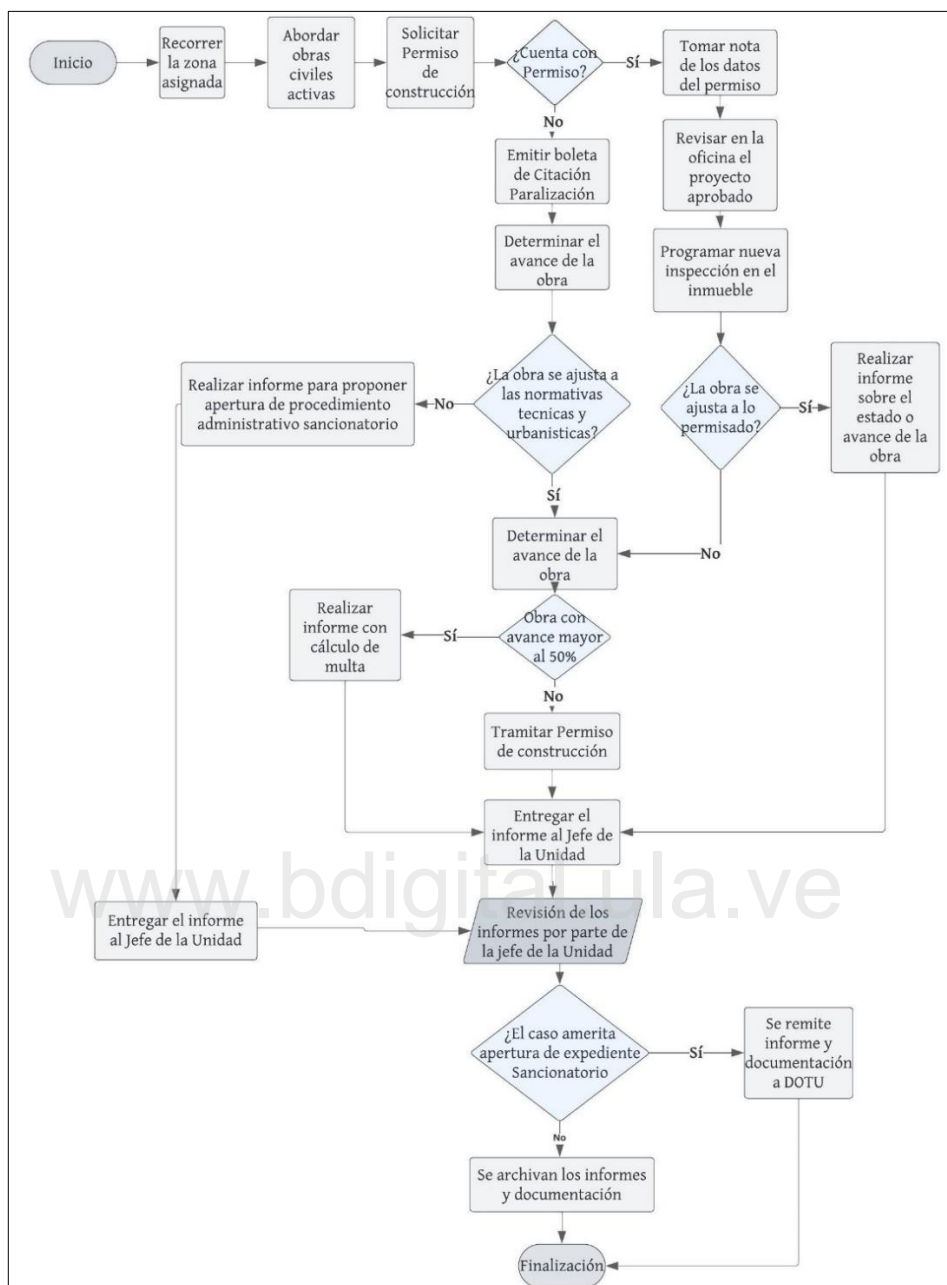 Inicio
Recorrer
la zona
asignada
Abordar
obras
civiles
activas
Solicitar
Permiso
de
construcción
¿Cuenta con
Permiso?
Sí
Tomar nota
de los datos
del permiso
No
Emitir boleta
de Citación
Paralización
Revisar en la
oficina el
proyecto
aprobado
Determinar el
avance de la
obra
Programar nueva
inspección en el
inmueble
Realizar informe para proponer
apertura de procedimiento
administrativo sancionatorio
No
¿La obra se ajusta a
las normativas
tecnicas y
urbanisticas?
¿La obra se
ajusta a lo
permisado?
Sí
Realizar
informe
sobre el
estado o
avance de la
obra
Sí
Determinar el
avance de la
obra
No
Realizar
informe con
cálculo de
multa
Sí
Obra con
avance mayor
al 50%
No
Tramitar Permiso
de construcción
Entregar el
informe al Jefe de
la Unidad
www.bdigital.ula.ve
Entregar el informe
al Jefe de la Unidad
Revisión de los
informes por parte de
la jefe de la Unidad
¿El caso amerita
apertura de expediente
Sancionatorio
Sí
Se remite
informe y
documentación
a DOTU
No
Se archivan los informes
y documentación
Finalización